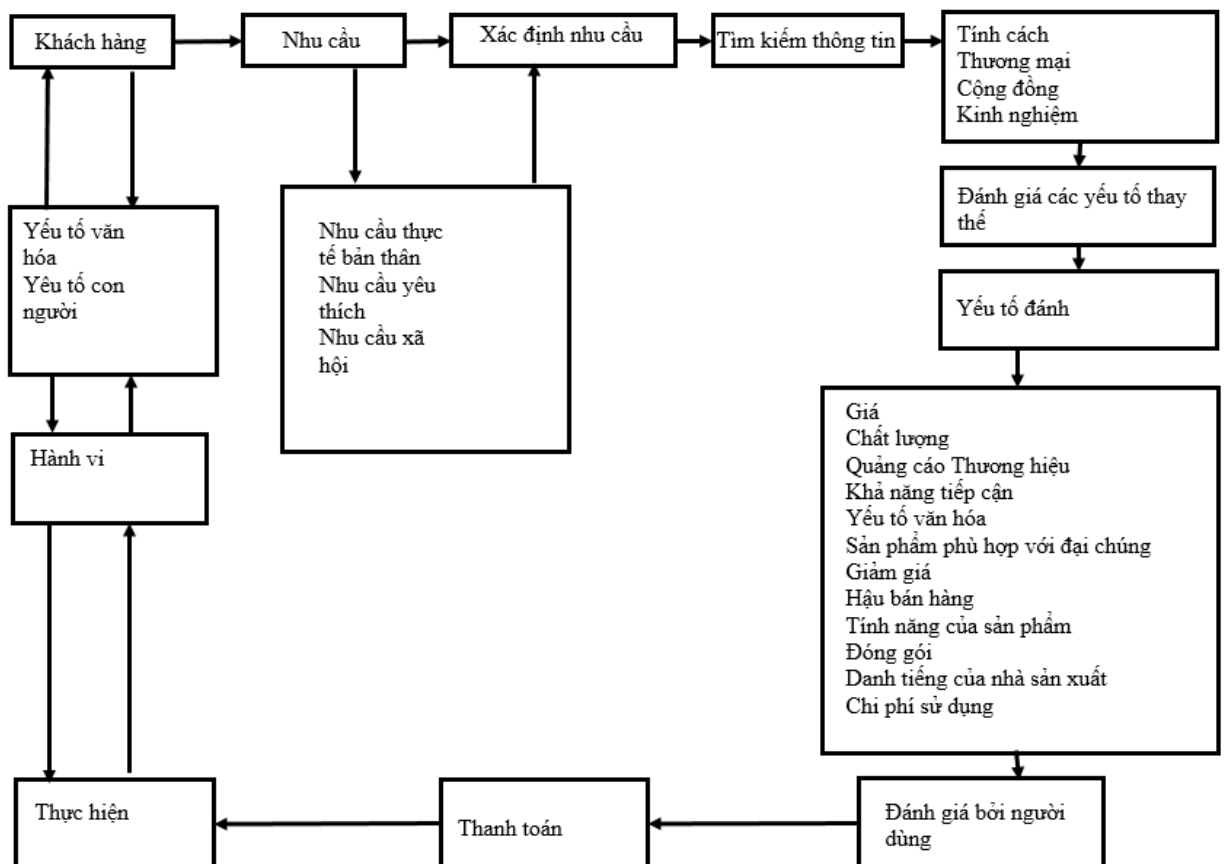 Khách hàng
Nhu cầu
Xác định nhu cầu
Tìm kiếm thông tin
Tính cách
Thương mại
Cộng đồng
Kinh nghiệm
Đánh giá các yếu tố thay
thế
Yếu tố đánh
Yếu tố văn
hóa
Yêu tố con
người
Nhu cầu thực
tế bản thân
Nhu cầu yêu
thích
Nhu cầu xã
hội
Hành vi
Giá
Chất lượng
Quảng cáo Thương hiệu
Khả năng tiếp cận
Yếu tố văn hóa
Sản phẩm phù hợp với đại chúng
Giảm giá
Hậu bán hàng
Tính năng của sản phẩm
Đóng gói
Danh tiếng của nhà sản xuất
Chi phí sử dụng
Thực hiện
Thanh toán
Đánh giá bởi người
dùng